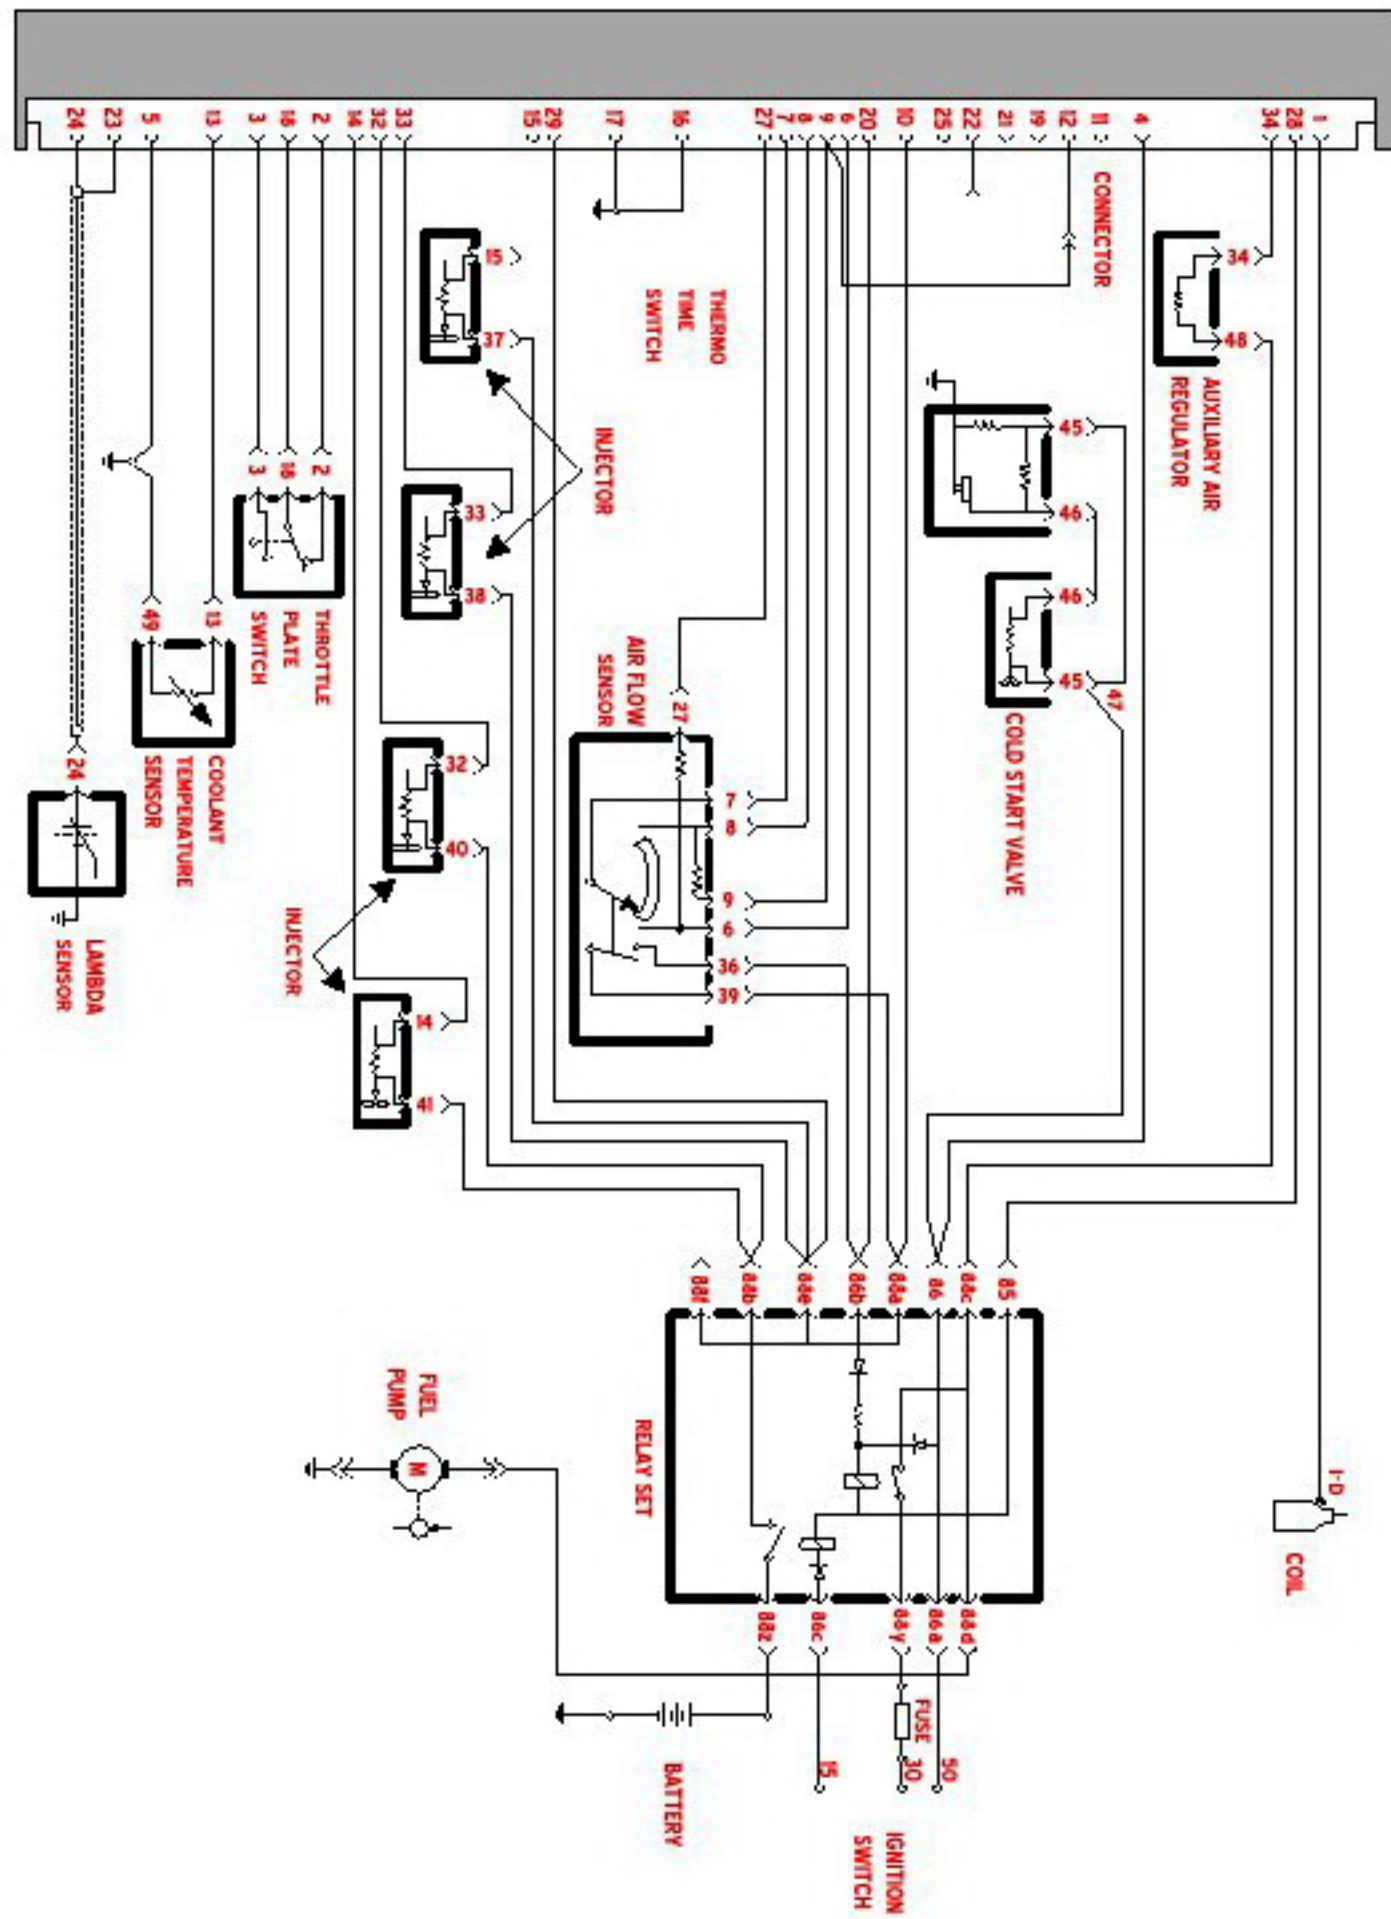 24 23 5 13 3 18 2 14 32 33 15 29 17 16 27 7 8 9 6 20 10 25 22 21 19 12 11 4 34 28 1
CONNECTOR
34
48
AUXILIARY AIR
REGULATOR
15
37
THERMO
TIME
SWITCH
INJECTOR
45
46
33
38
46
45
47
COLD START VALVE
3 18 2
THROTTLE
PLATE
SWITCH
49 13
COOLANT
TEMPERATURE
SENSOR
AIR FLOW
SENSOR
27
7
8
9
6
36
39
32
40
24
LAMBDA
SENSOR
INJECTOR
14
41
88f 88b 88e 86b 88a 86 88c 85
RELAY SET
FUEL
PUMP
M
1-D
COIL
88z 86c 88y 86a 88d
FUSE
15 30 50
BATTERY
IGNITION
SWITCH